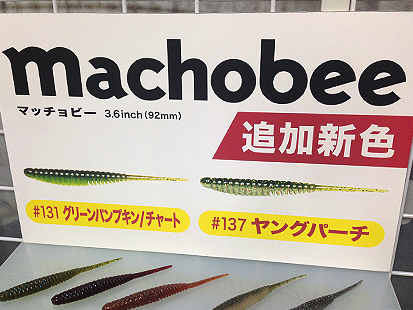 machobee
マッチョビー 3.6inch(92mm)
追加新色
#131 グリーンパンプキン/チャート
#137 ヤングパーチ